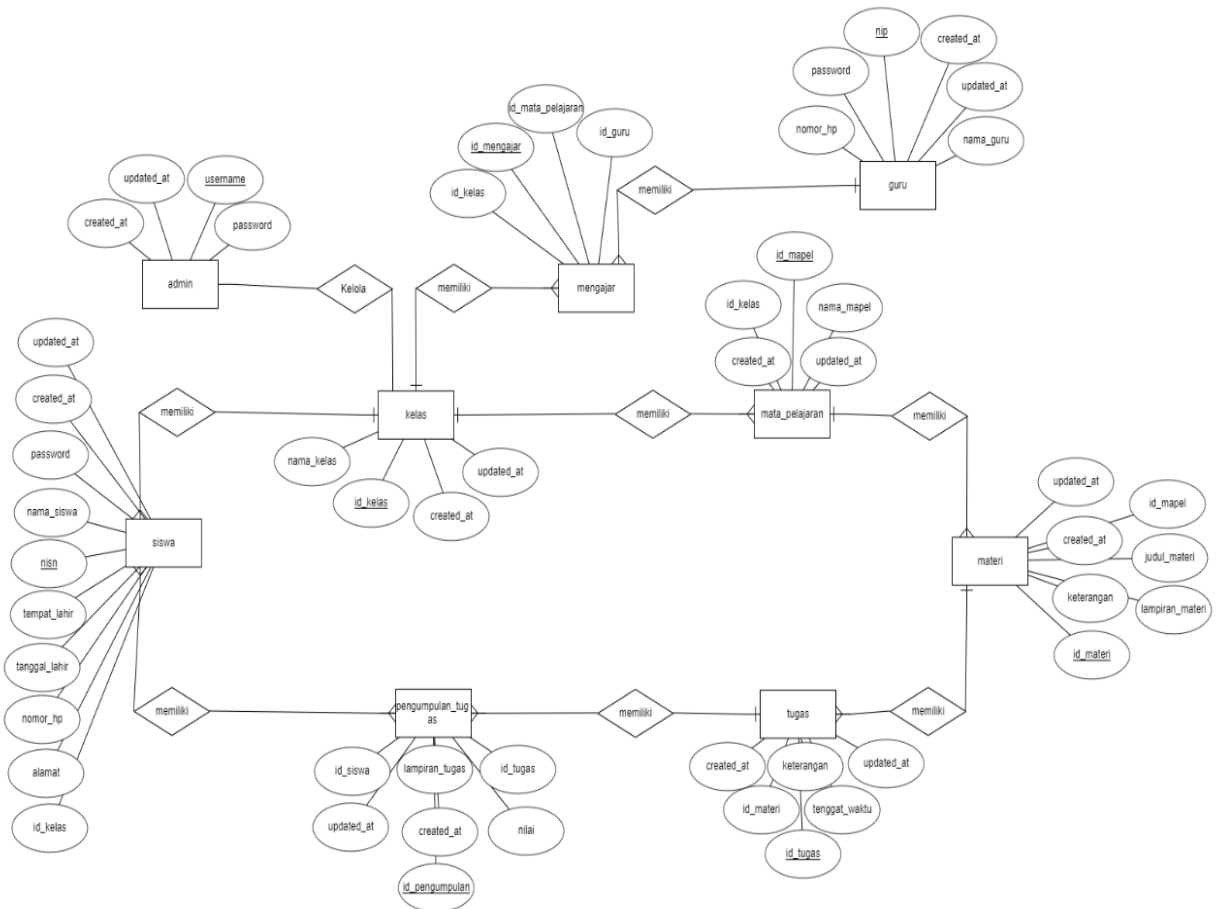 nip
created_at
password
updated_at
nomor_hp
nama_guru
guru
id_mata_pelajaran
id_guru
id_mengajar
id_kelas
memiliki
mengajar
updated_at
username
created_at
password
admin
Kelola
memiliki
id_mapel
id_kelas
nama_mapel
created_at
updated_at
mata_pelajaran
memiliki
memiliki
kelas
memiliki
nama_kelas
id_kelas
created_at
updated_at
updated_at
created_at
password
nama_siswa
nisn
tempat_lahir
tanggal_lahir
nomor_hp
alamat
id_kelas
siswa
updated_at
id_mapel
created_at
judul_materi
keterangan
lampiran_materi
id_materi
materi
memiliki
pengumpulan_tug
as
memiliki
tugas
memiliki
id_siswa
lampiran_tugas
id_tugas
updated_at
created_at
nilai
id_pengumpulan
created_at
keterangan
updated_at
id_materi
tenggat_waktu
id_tugas
memiliki